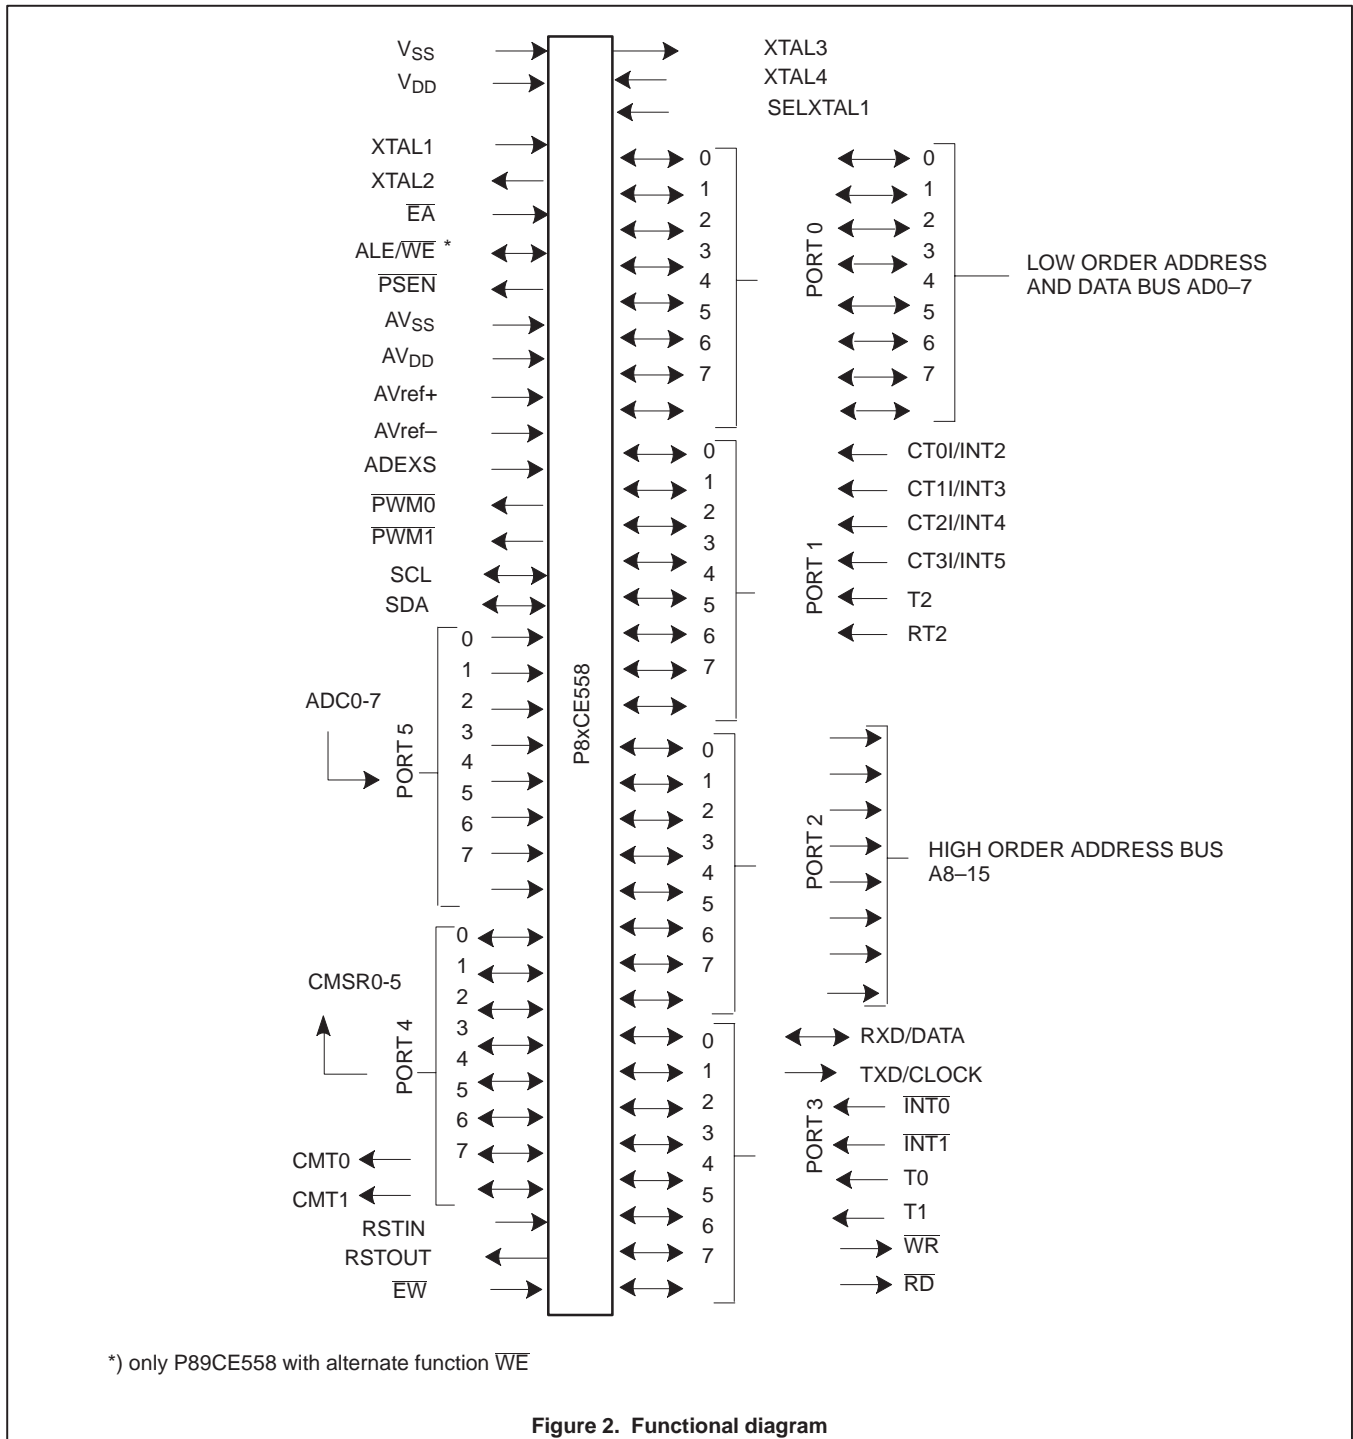 VSS
VDD
XTAL1
XTAL2
EA
ALE/WE *
PSEN
AVSS
AVDD
AVref+
AVref–
ADEXS
PWM0
PWM1
SCL
SDA
ADC0-7
PORT 5
0
1
2
3
4
5
6
7
CMSR0-5
PORT 4
0
1
2
3
4
5
6
7
CMT0
CMT1
RSTIN
RSTOUT
EW
P8xCE558
XTAL3
XTAL4
SELXTAL1
0
1
2
3
4
5
6
7
PORT 0
0
1
2
3
4
5
6
7
LOW ORDER ADDRESS
AND DATA BUS AD0–7
0
1
2
3
4
5
6
7
PORT 1
CT0I/INT2
CT1I/INT3
CT2I/INT4
CT3I/INT5
T2
RT2
0
1
2
3
4
5
6
7
PORT 2
HIGH ORDER ADDRESS BUS
A8–15
0
1
2
3
4
5
6
7
PORT 3
RXD/DATA
TXD/CLOCK
INT0
INT1
T0
T1
WR
RD
*) only P89CE558 with alternate function WE
Figure 2. Functional diagram